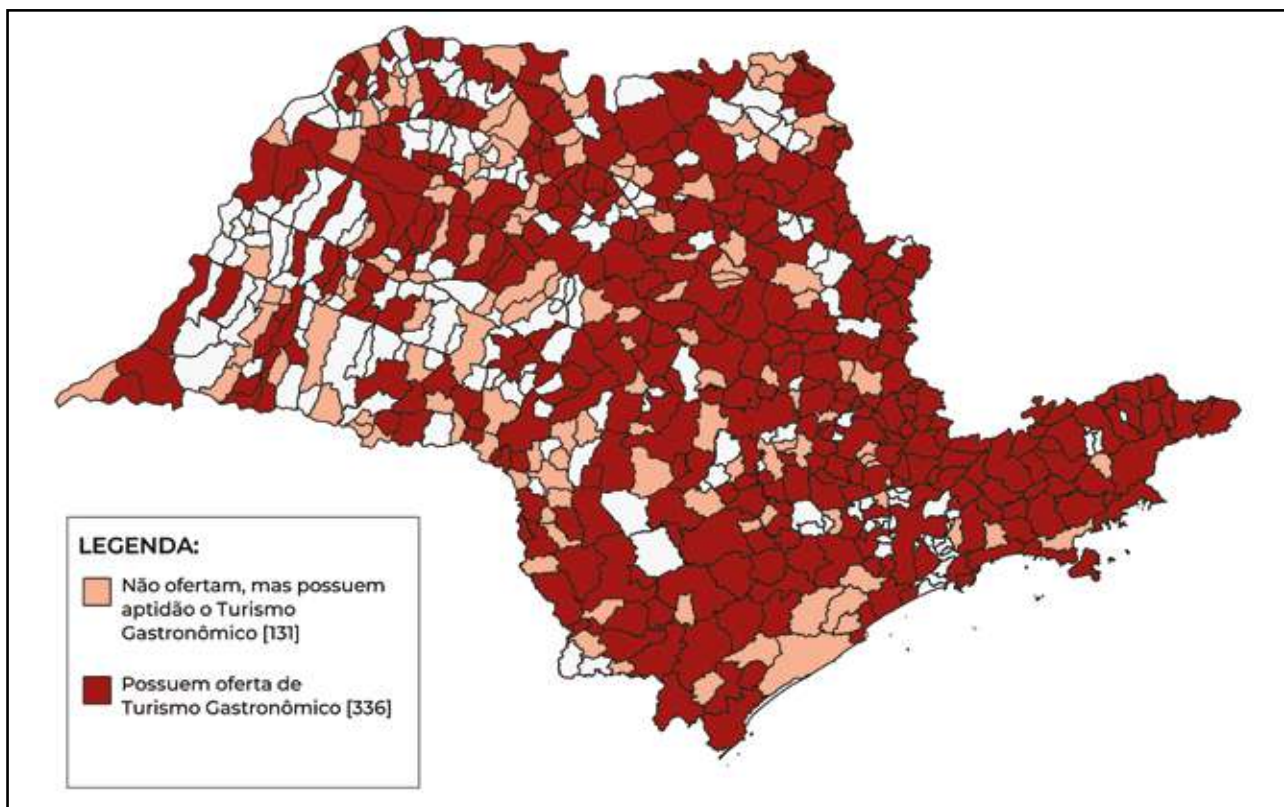 LEGENDA:
Não ofertam, mas possuem
aptidão o Turismo
Gastronômico [131]
Possuem oferta de
Turismo Gastronômico [336]